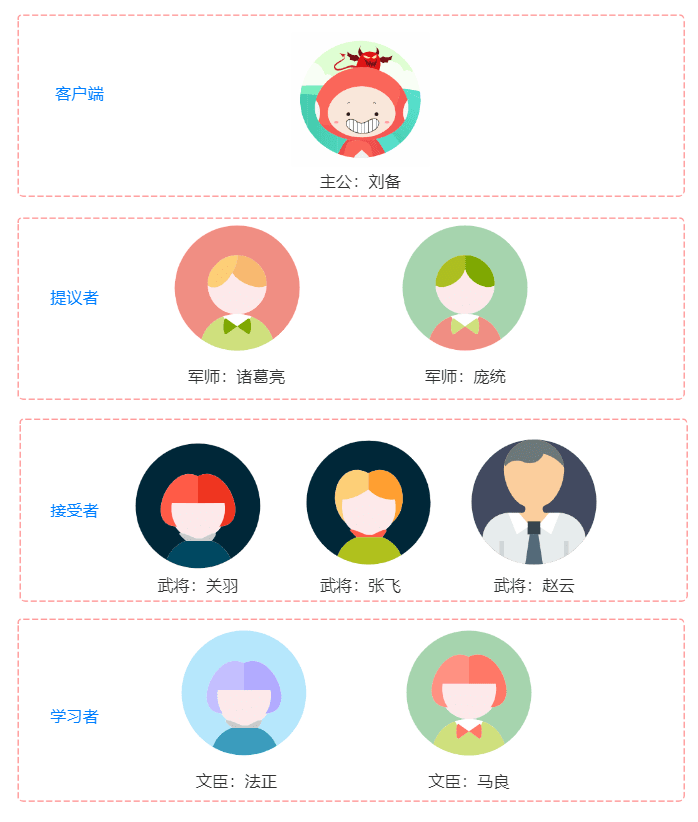 客户端
主公：刘备
提议者
军师：诸葛亮
军师：庞统
接受者
武将：关羽
武将：张飞
武将：赵云
学习者
文臣：法正
文臣：马良